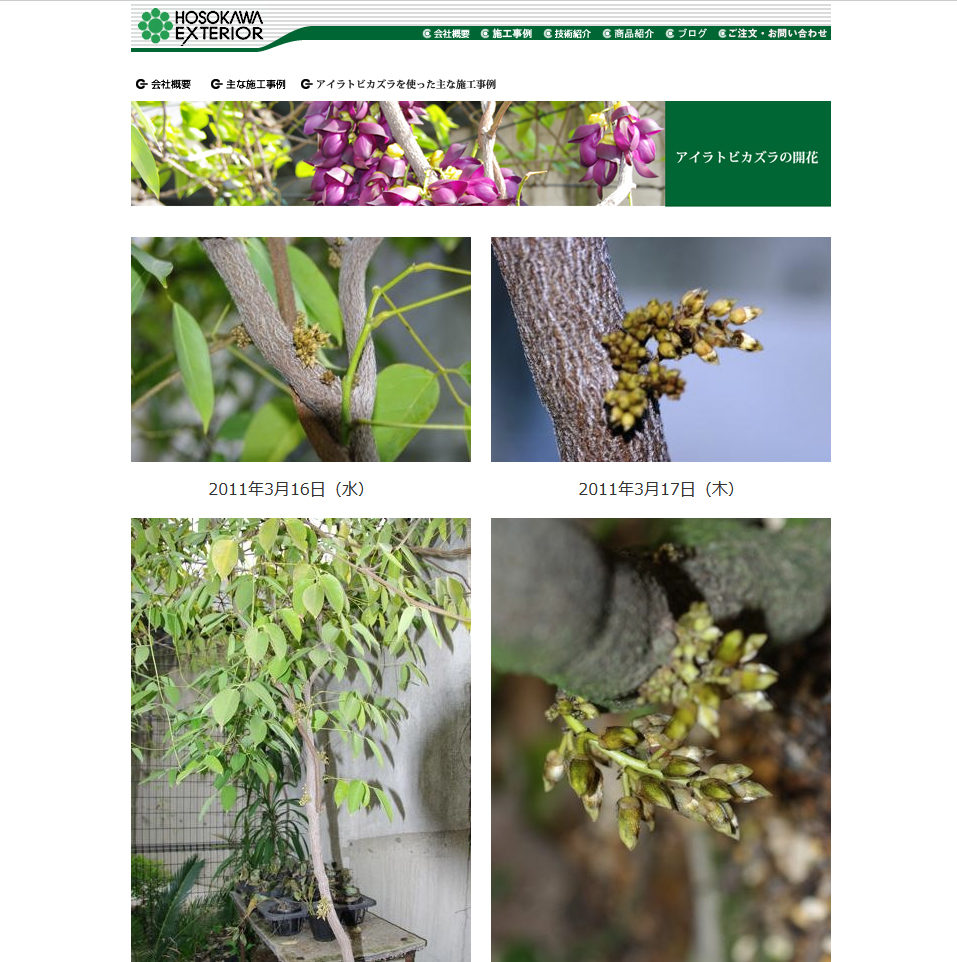 HOSOKAWA
EXTERIOR
会社概要 施工事例 技術紹介 商品紹介 ブログ ご注文・お問い合わせ
会社概要 主な施工事例 アイラトビカズラを使った主な施工事例
アイラトビカズラの開花
2011年3月16日（水） 2011年3月17日（木）